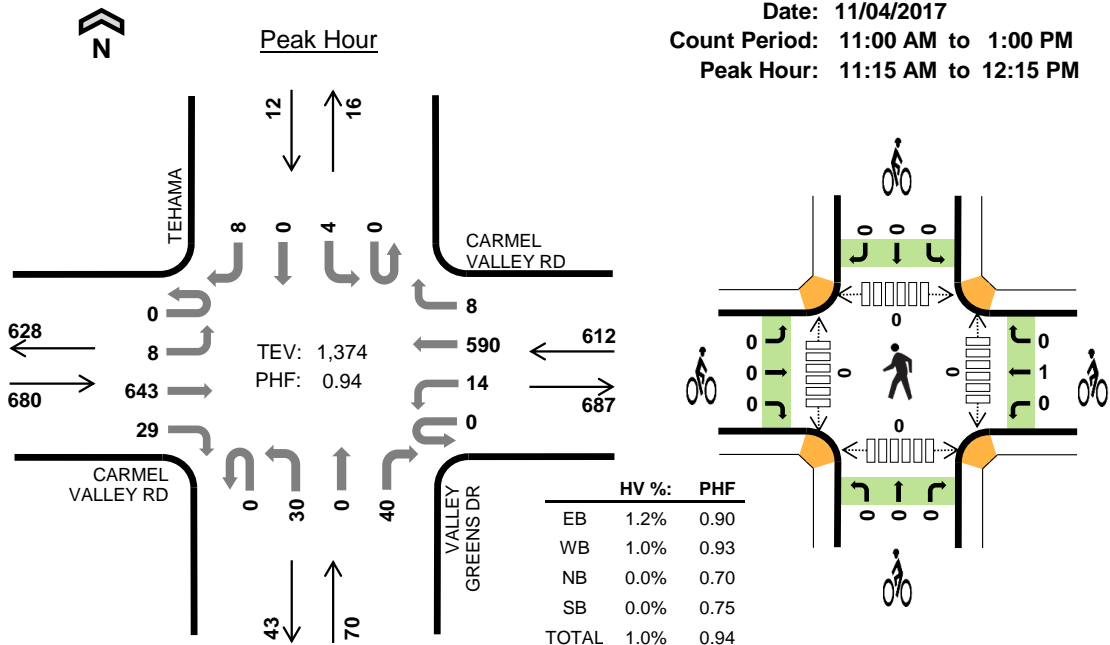 N
Peak Hour
Date: 11/04/2017
Count Period: 11:00 AM to 1:00 PM
Peak Hour: 11:15 AM to 12:15 PM
12
16
TEHAMA
8
0
4
0
CARMEL
VALLEY RD
0
8
628
8
TEV: 1,374
590
612
PHF: 0.94
680
643
14
687
29
0
CARMEL
VALLEY RD
0
30
0
40
VALLEY
GREENS DR
43
70
0
0
0
0
0
0
0
0
0
0
1
0
0
0
0
0
HV %: PHF
EB 1.2% 0.90
WB 1.0% 0.93
NB 0.0% 0.70
SB 0.0% 0.75
TOTAL 1.0% 0.94